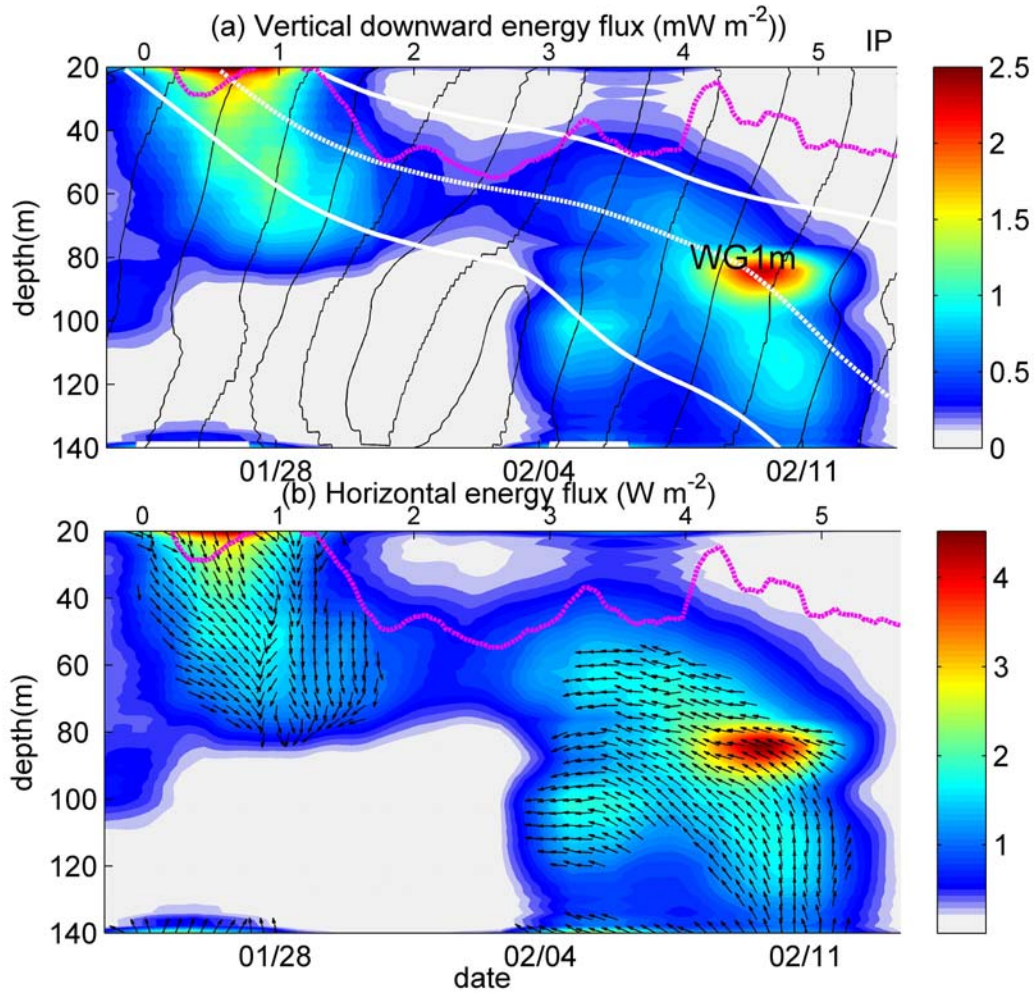 (a) Vertical downward energy flux (mW m-2))
0 1 2 3 4 5 IP
20
40
60
80
100
120
140
depth(m)
WG1m
2.5
2
1.5
1
0.5
0
01/28 02/04 02/11
(b) Horizontal energy flux (W m-2)
0 1 2 3 4 5
20
40
60
80
100
120
140
depth(m)
4
3
2
1
01/28 02/04 02/11
date